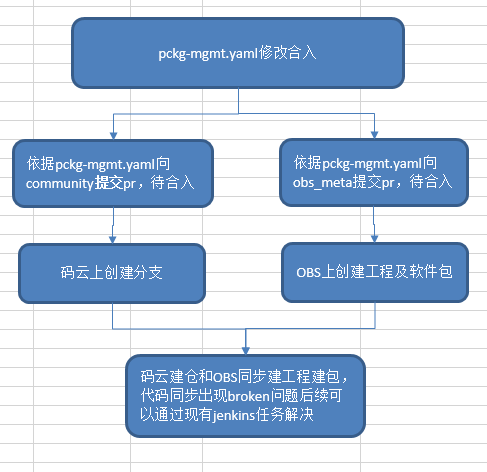 pckg-mgmt.yaml修改合入
依据pckg-mgmt.yaml向
community提交pr，待合入
依据pckg-mgmt.yaml向
obs_meta提交pr，待合入
码云上创建分支
OBS上创建工程及软件包
码云建仓和OBS同步建工程建包，
代码同步出现broken问题后续可
以通过现有jenkins任务解决